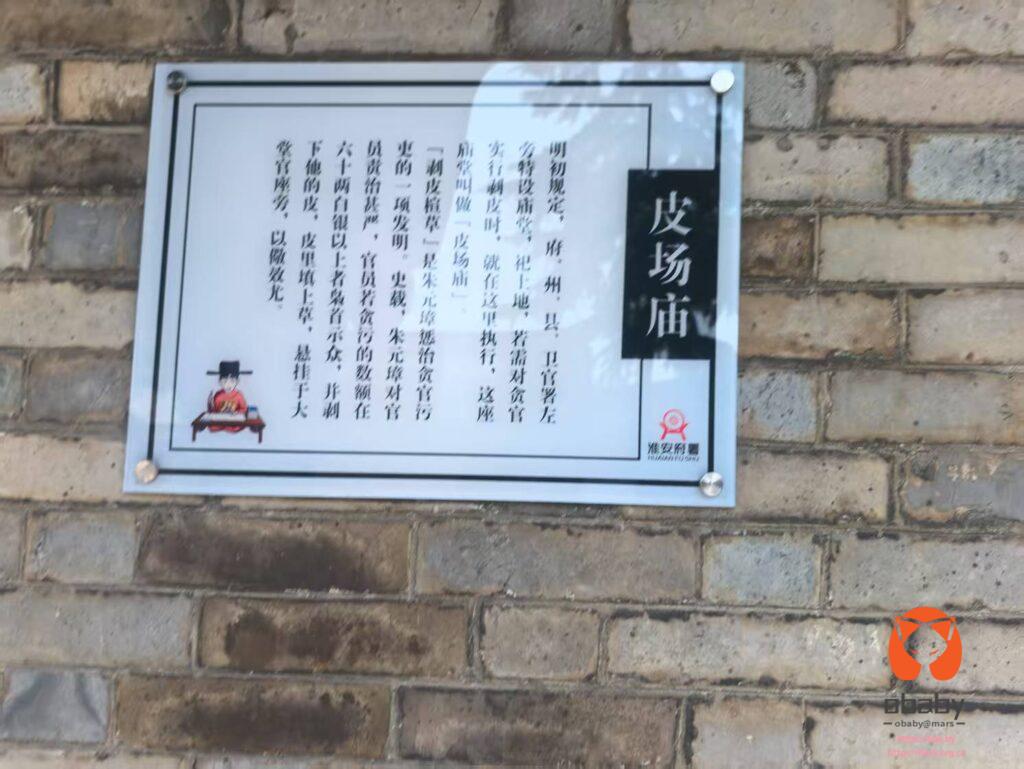 皮场庙
明初规定，府、州、县、卫官署左
旁特设庙堂，祀土地，若需对贪官
实行剥皮时，就在这里执行，这座
庙堂叫做『皮场庙』。
『剥皮楦草』是朱元璋惩治贪官污
吏的一项发明。史载，朱元璋对官
员责治甚严，官员若贪污的数额在
六十两白银以上者枭首示众，并剥
下他的皮，皮里填上草，悬挂于大
堂官座旁，以儆效尤。
淮安府署
HUAIAN FU SHU
obaby
obaby@mars